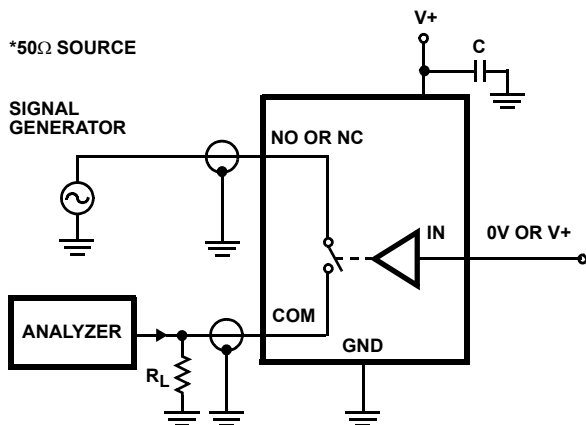 *50Ω SOURCE
V+
C
SIGNAL
GENERATOR
NO OR NC
IN
0V OR V+
COM
ANALYZER
GND
RL